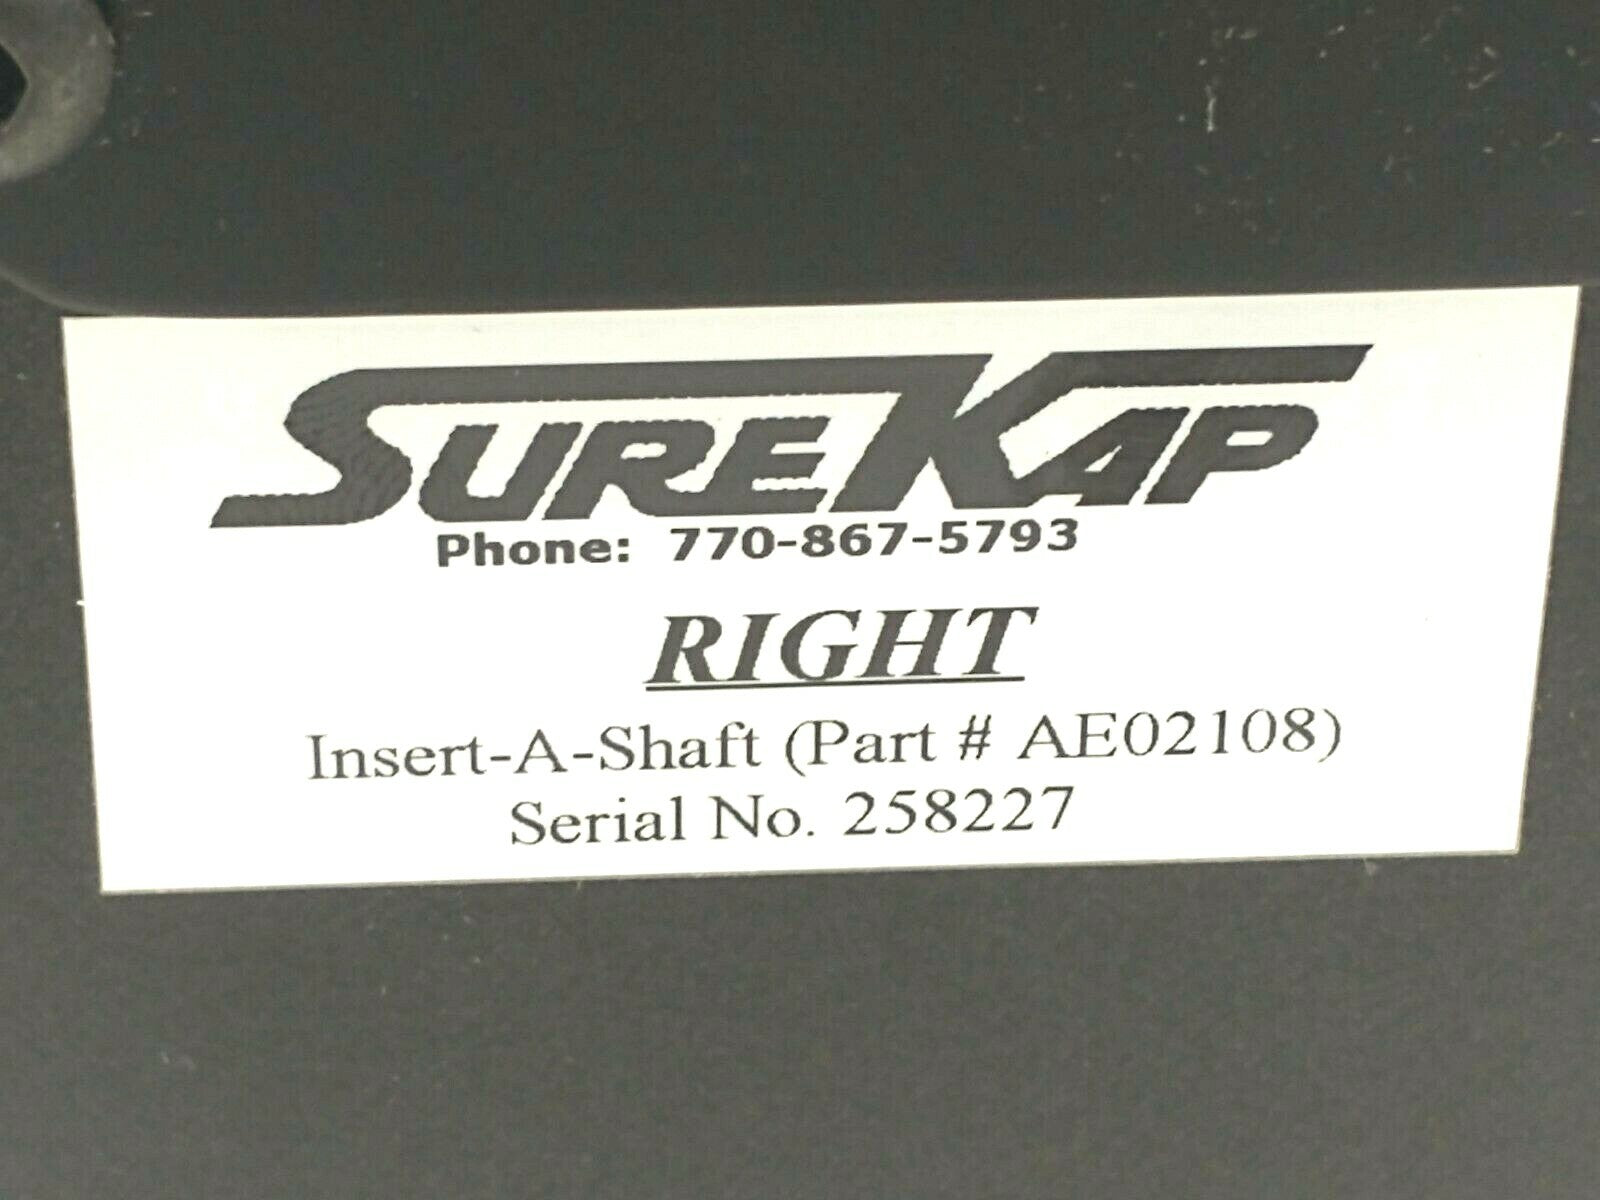 SUREKAP
Phone: 770-867-5793
RIGHT
Insert-A-Shaft (Part # AE02108)
Serial No. 258227